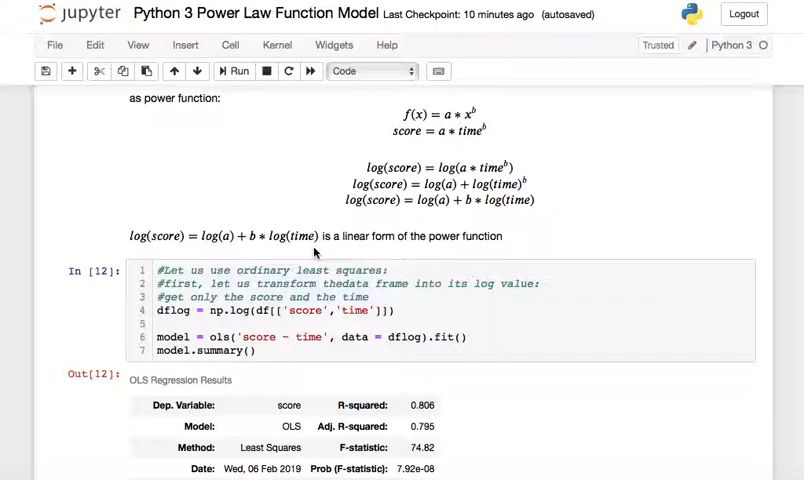 jupyter Python 3 Power Law Function Model Last Checkpoint: 10 minutes ago (autosaved)
Logout
File Edit View Insert Cell Kernel Widgets Help
Trusted Python 3
Run Code
as power function:
f(x) = a ∗ x^b
score = a ∗ time^b
log(score) = log(a ∗ time^b)
log(score) = log(a) + log(time)^b
log(score) = log(a) + b ∗ log(time)
log(score) = log(a) + b ∗ log(time) is a linear form of the power function
In [12]:
1 #Let us use ordinary least squares:
2 #first, let us transform thedata frame into its log value:
3 #get only the score and the time
4 dflog = np.log(df[['score','time']])
5
6 model = ols('score ~ time', data = dflog).fit()
7 model.summary()
Out[12]:
OLS Regression Results
Dep. Variable: score R-squared: 0.806
Model: OLS Adj. R-squared: 0.795
Method: Least Squares F-statistic: 74.82
Date: Wed, 06 Feb 2019 Prob (F-statistic): 7.92e-08